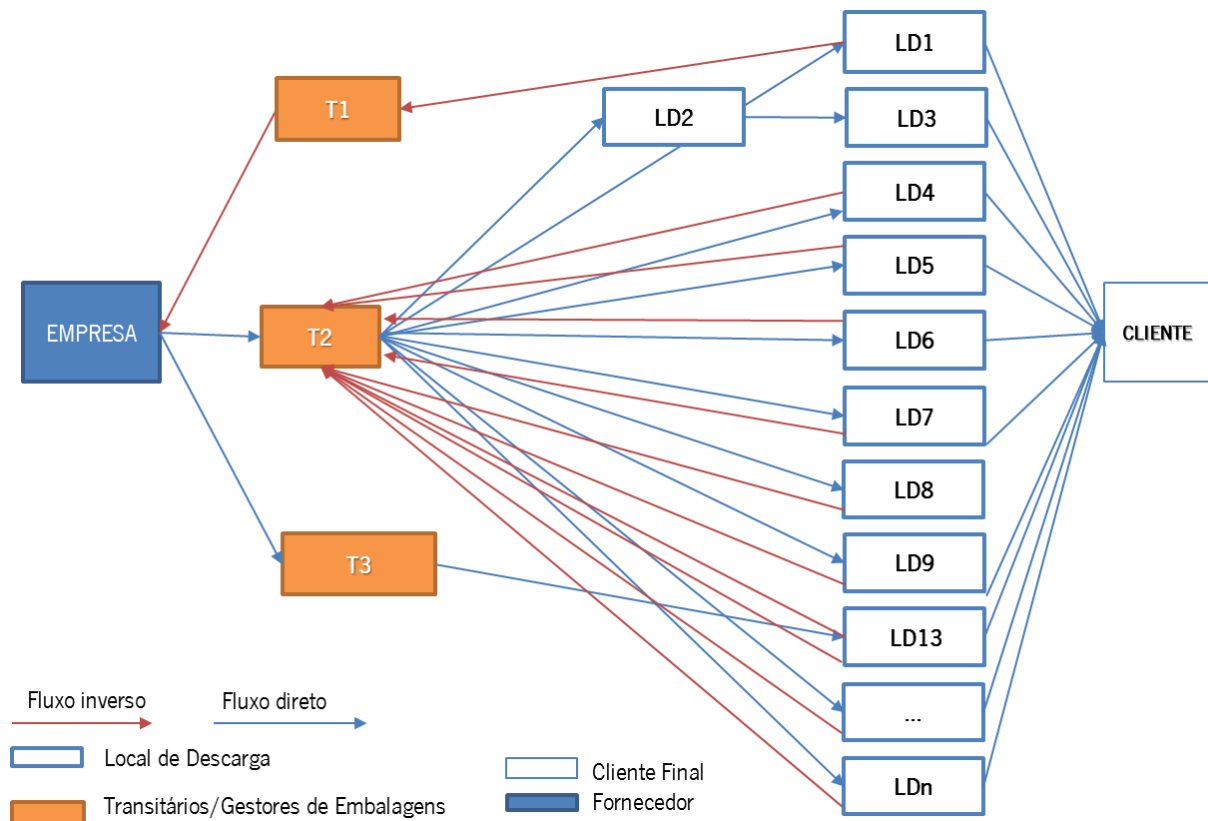 LD1
T1
LD2
LD3
LD4
LD5
EMPRESA
T2
LD6
CLIENTE
LD7
LD8
T3
LD9
LD13
Fluxo inverso
Fluxo direto
...
Local de Descarga
Cliente Final
LDn
Transitários/Gestores de Embalagens
Fornecedor